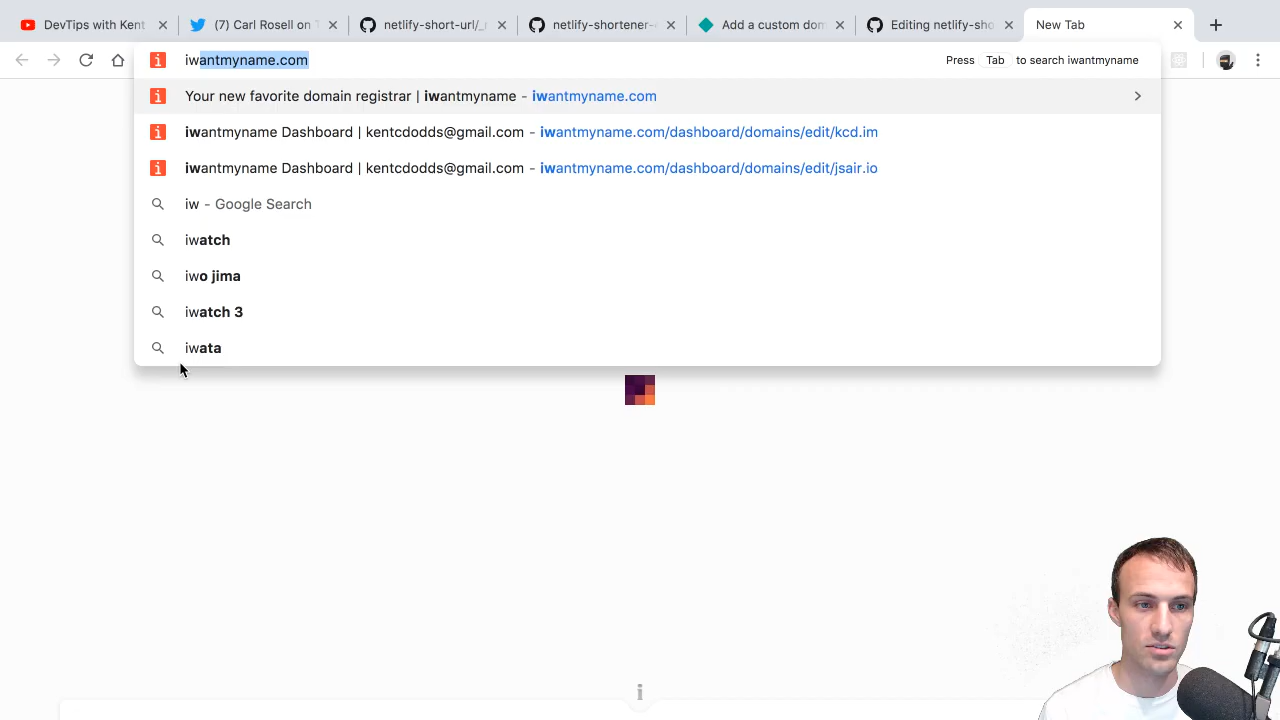 DevTips with Kent
(7) Carl Rosell on T
netlify-short-url/_r
netlify-shortener-
Add a custom dom
Editing netlify-sho
New Tab
iwantmyname.com
Press Tab to search iwantmyname
Your new favorite domain registrar | iwantmyname – iwantmyname.com
iwantmyname Dashboard | kentcdodds@gmail.com – iwantmyname.com/dashboard/domains/edit/kcd.im
iwantmyname Dashboard | kentcdodds@gmail.com – iwantmyname.com/dashboard/domains/edit/jsair.io
iw – Google Search
iwatch
iwo jima
iwatch 3
iwata